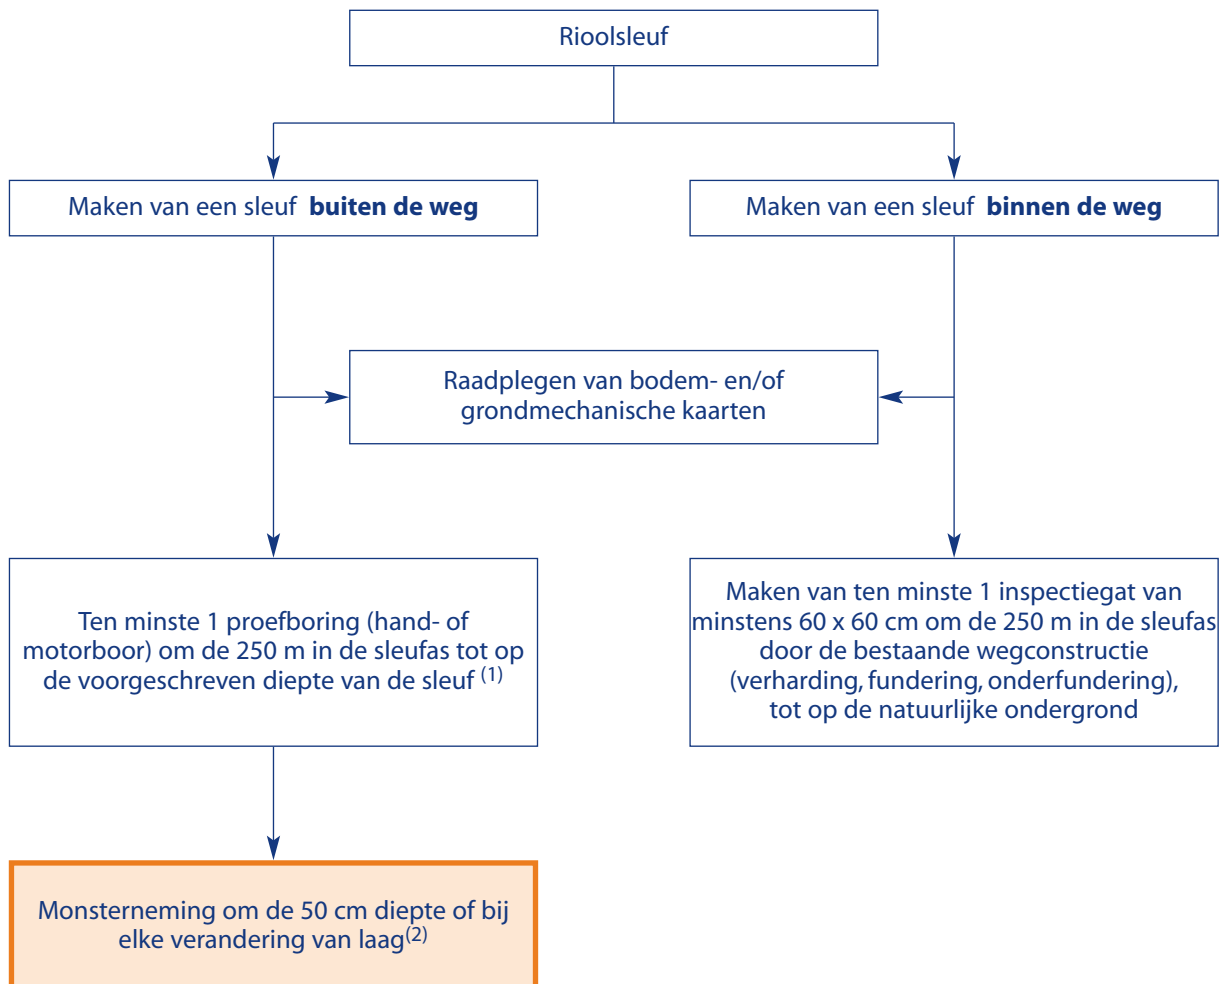 Rioolsleuf
Maken van een sleuf buiten de weg
Maken van een sleuf binnen de weg
Raadplegen van bodem- en/of
grondmechanische kaarten
Ten minste 1 proefboring (hand- of
motorboor) om de 250 m in de sleufas tot op
de voorgeschreven diepte van de sleuf (1)
Maken van ten minste 1 inspectiegat van
minstens 60 x 60 cm om de 250 m in de sleufas
door de bestaande wegconstructie
(verharding, fundering, onderfundering),
tot op de natuurlijke ondergrond
Monsterneming om de 50 cm diepte of bij
elke verandering van laag(2)